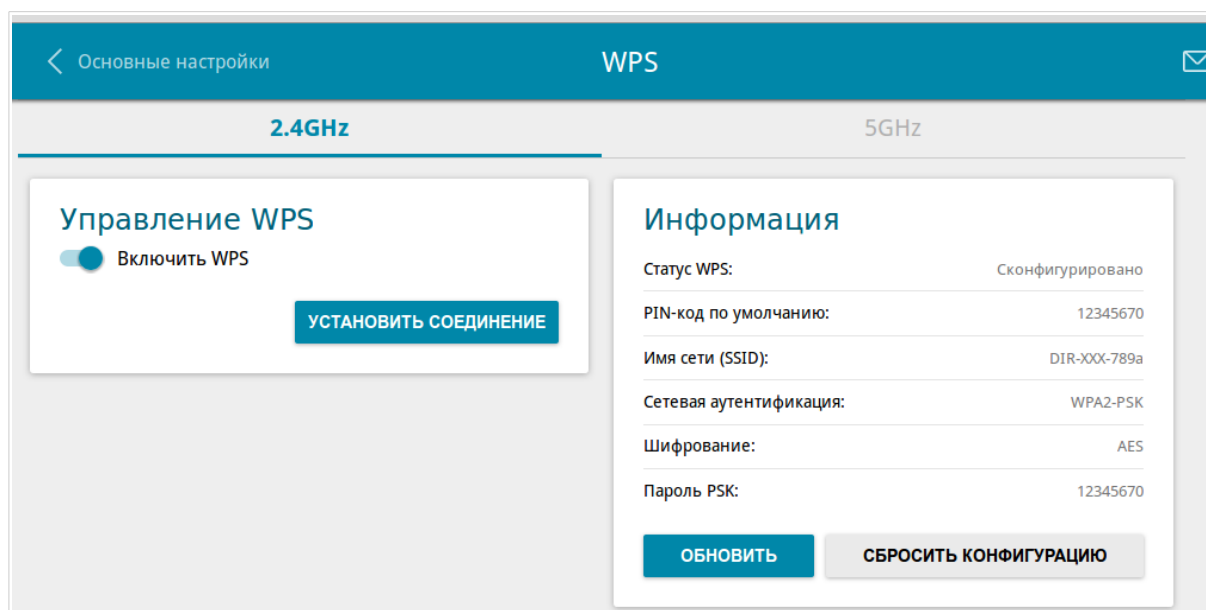 Основные настройки
WPS
2.4GHz
5GHz
Управление WPS
Включить WPS
УСТАНОВИТЬ СОЕДИНЕНИЕ
Информация
Статус WPS: Сконфигурировано
PIN-код по умолчанию: 12345670
Имя сети (SSID): DIR-XXX-789a
Сетевая аутентификация: WPA2-PSK
Шифрование: AES
Пароль PSK: 12345670
ОБНОВИТЬ
СБРОСИТЬ КОНФИГУРАЦИЮ